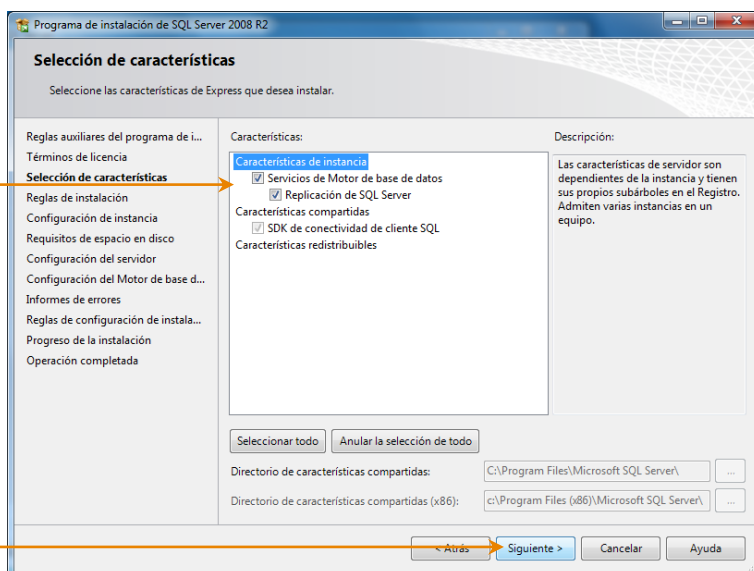 Programa de instalación de SQL Server 2008 R2
Selección de características
Seleccione las características de Express que desea instalar.
Reglas auxiliares del programa de i...
Términos de licencia
Selección de características
Reglas de instalación
Configuración de instancia
Requisitos de espacio en disco
Configuración del servidor
Configuración del Motor de base d...
Informes de errores
Reglas de configuración de instala...
Progreso de la instalación
Operación completada
Características:
Características de instancia
Servicios de Motor de base de datos
Replicación de SQL Server
Características compartidas
SDK de conectividad de cliente SQL
Características redistribuibles
Descripción:
Las características de servidor son
dependientes de la instancia y tienen
sus propios subárboles en el Registro.
Admiten varias instancias en un
equipo.
Seleccionar todo
Anular la selección de todo
Directorio de características compartidas:
C:\Program Files\Microsoft SQL Server\
...
Directorio de características compartidas (x86):
c:\Program Files (x86)\Microsoft SQL Server\
...
< Atrás
Siguiente >
Cancelar
Ayuda